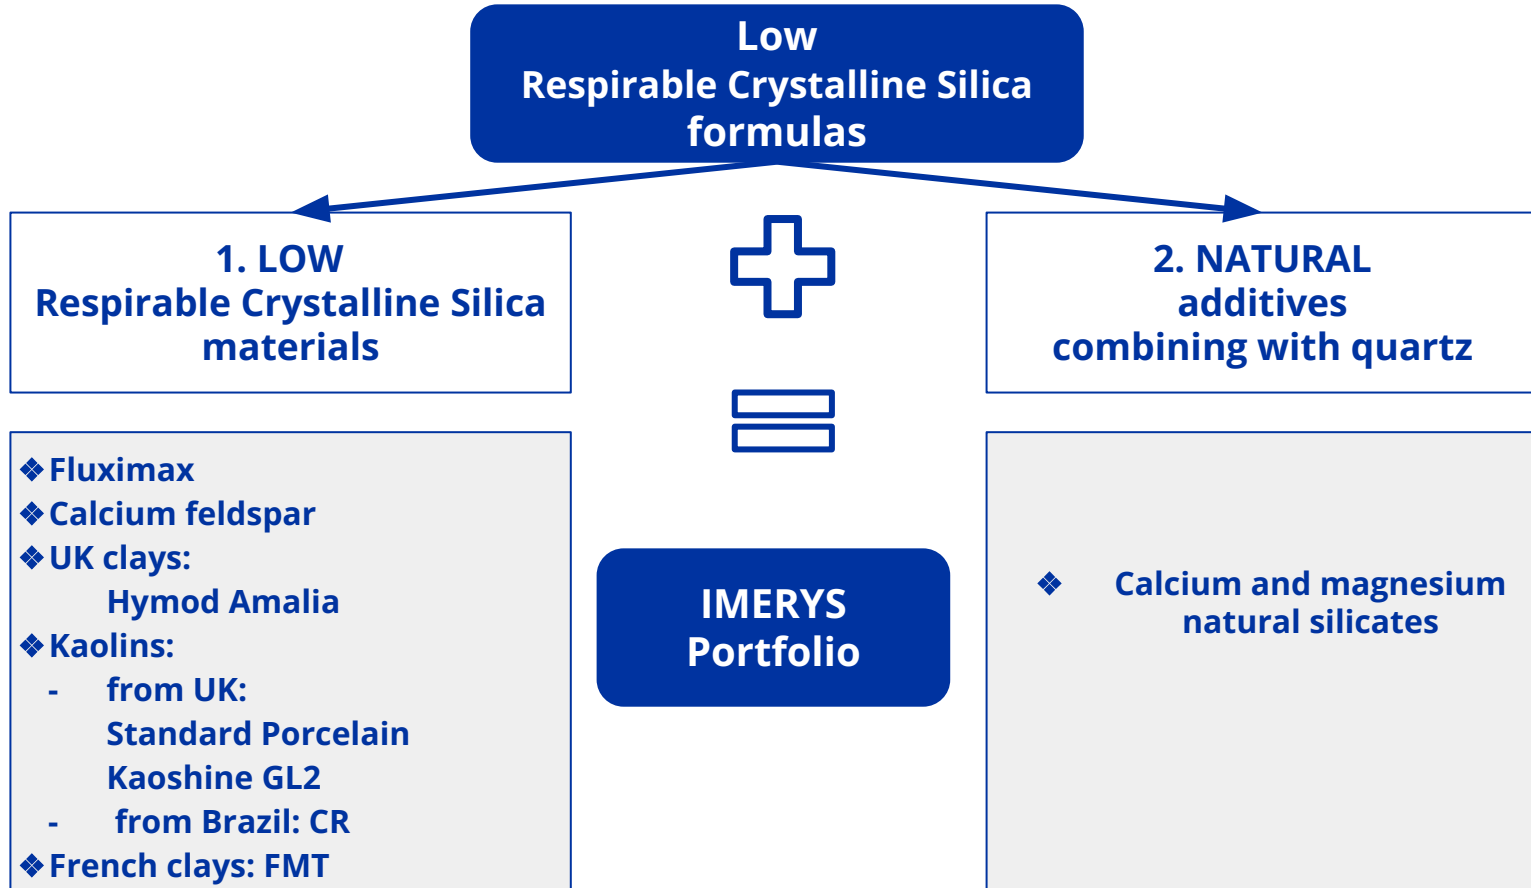 Low
Respirable Crystalline Silica
formulas
1. LOW
Respirable Crystalline Silica
materials
2. NATURAL
additives
combining with quartz
❖Fluximax
❖Calcium feldspar
❖UK clays:
Hymod Amalia
❖Kaolins:
- from UK:
Standard Porcelain
Kaoshine GL2
- from Brazil: CR
❖French clays: FMT
IMERYS
Portfolio
❖ Calcium and magnesium
natural silicates